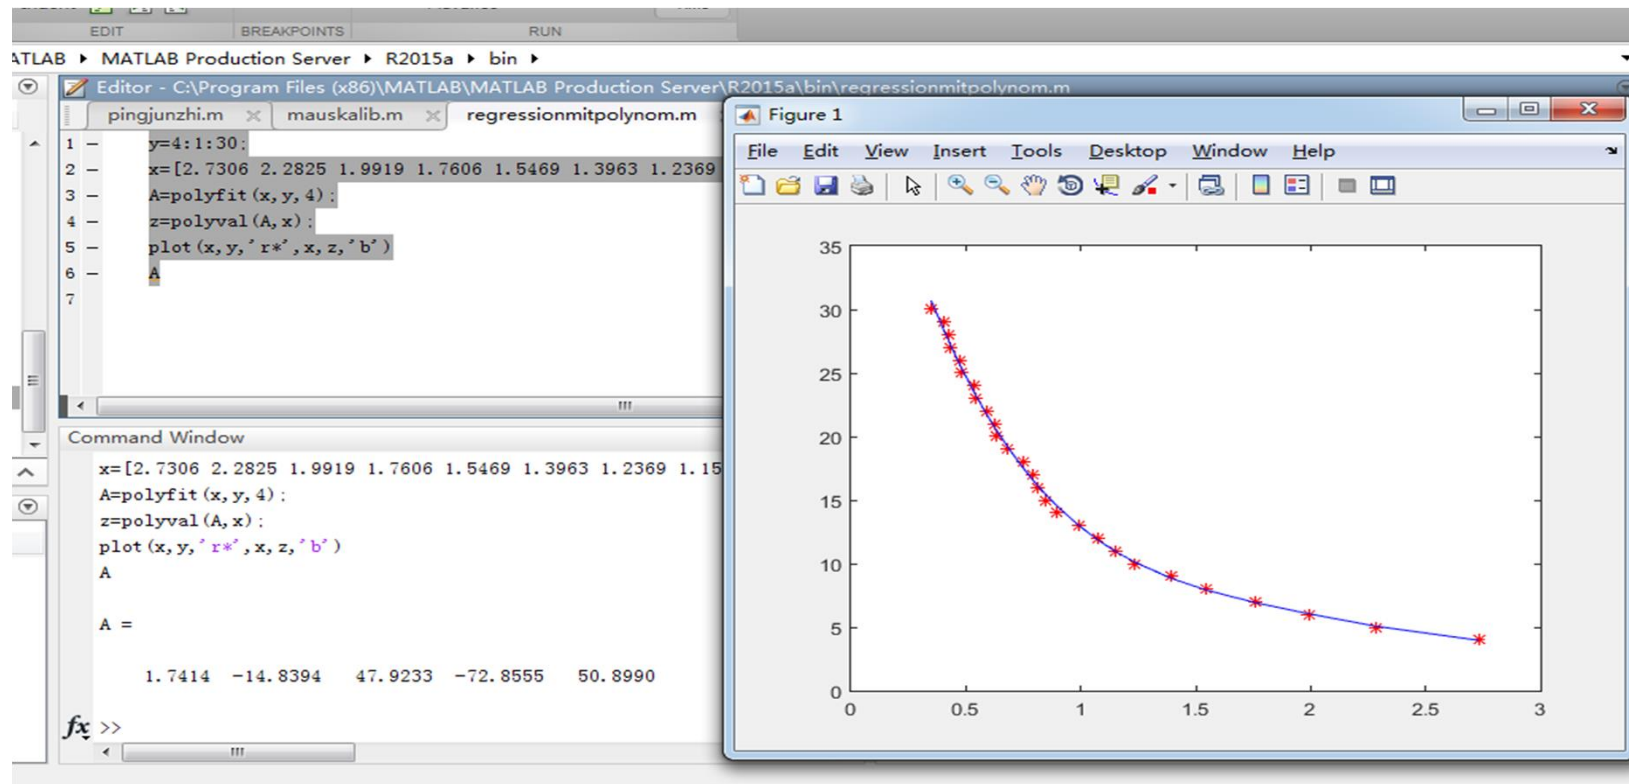 EDIT BREAKPOINTS RUN
ATLAB ▸ MATLAB Production Server ▸ R2015a ▸ bin ▸
Editor - C:\Program Files (x86)\MATLAB\MATLAB Production Server\R2015a\bin\regressionmitpolynom.m
pingjunzhi.m mauskalib.m regressionmitpolynom.m
1 – y=4:1:30;
2 – x=[2.7306 2.2825 1.9919 1.7606 1.5469 1.3963 1.2369
3 – A=polyfit(x,y,4);
4 – z=polyval(A,x);
5 – plot(x,y,'r*',x,z,'b')
6 – A
7
Command Window
x=[2.7306 2.2825 1.9919 1.7606 1.5469 1.3963 1.2369 1.15
A=polyfit(x,y,4);
z=polyval(A,x);
plot(x,y,'r*',x,z,'b')
A
A =
1.7414 -14.8394 47.9233 -72.8555 50.8990
fx >>
Figure 1
File Edit View Insert Tools Desktop Window Help
35
30
25
20
15
10
5
0
0 0.5 1 1.5 2 2.5 3